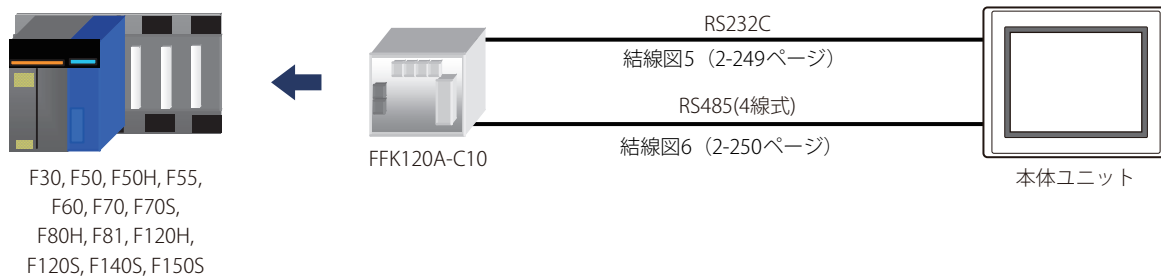 RS232C
結線図5（2-249ページ）
RS485(4線式)
結線図6（2-250ページ）
FFK120A-C10
本体ユニット
F30, F50, F50H, F55,
F60, F70, F70S,
F80H, F81, F120H,
F120S, F140S, F150S